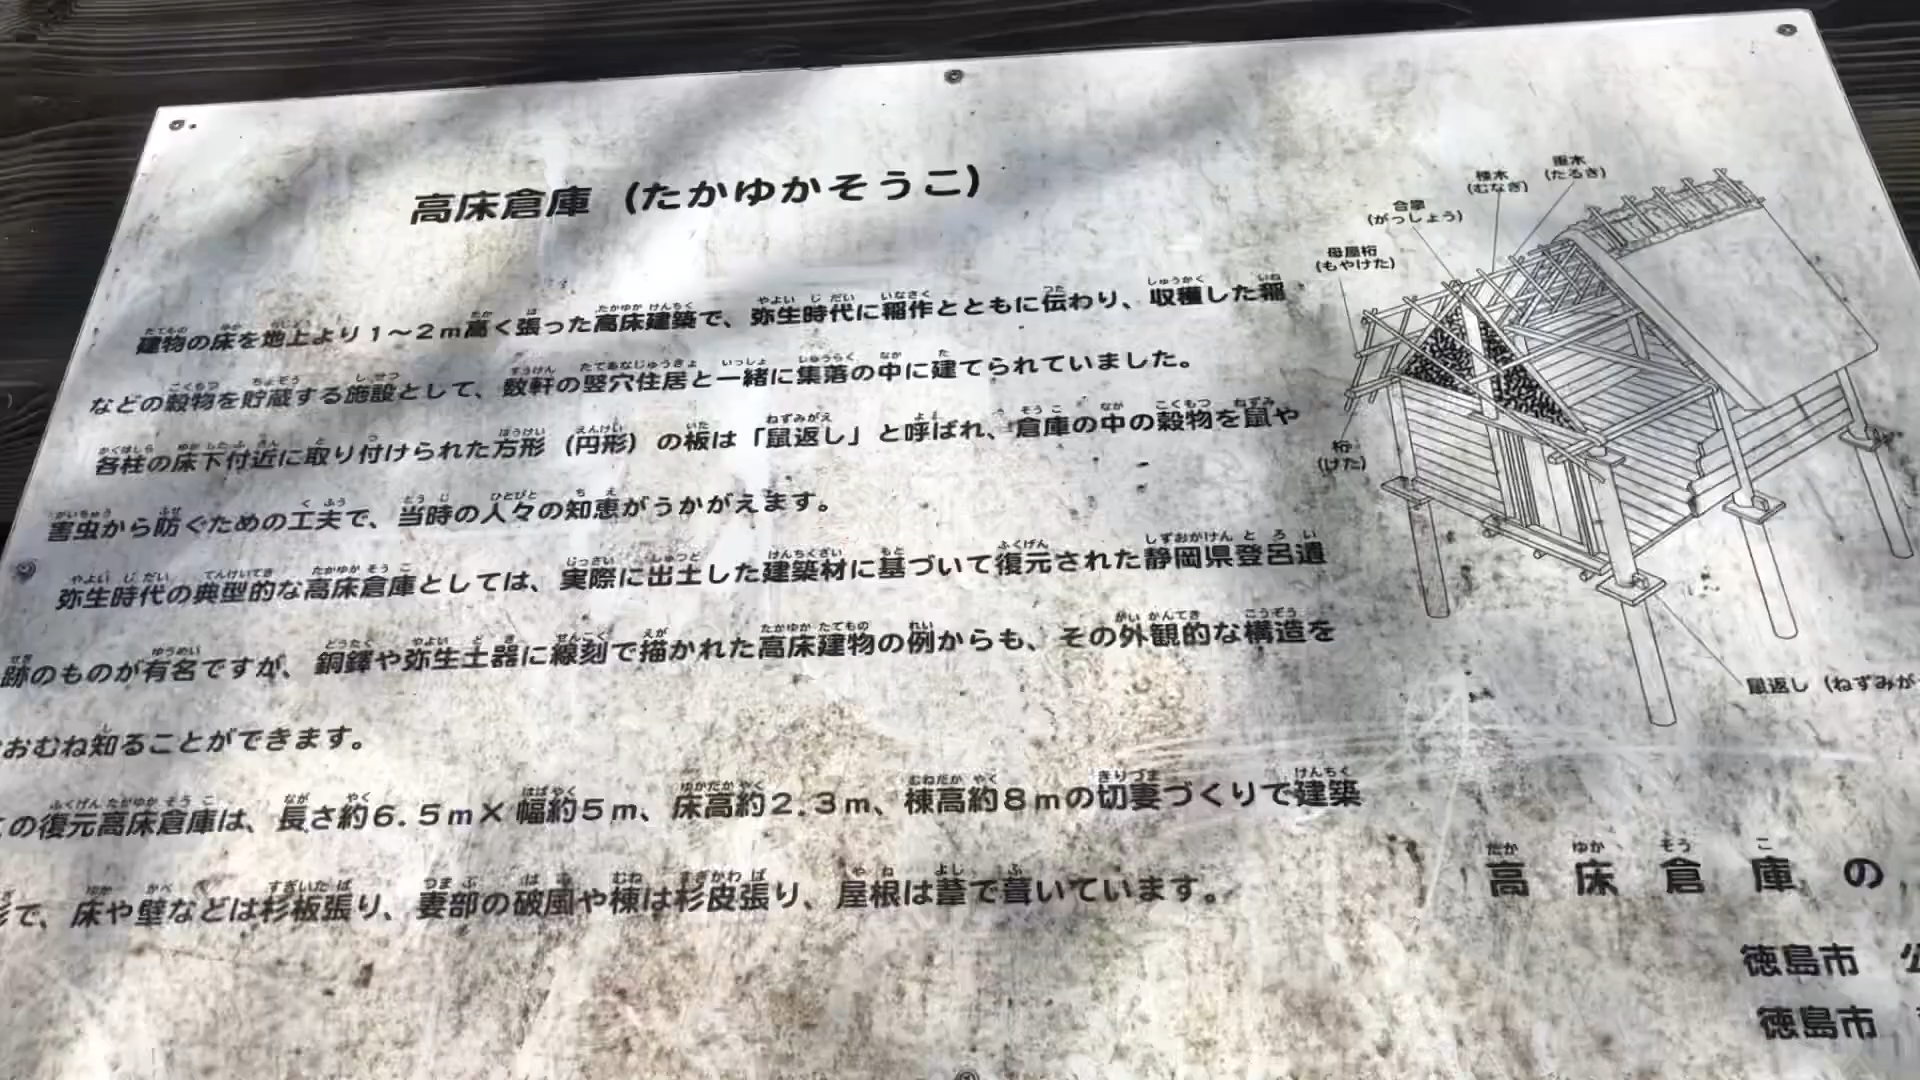 高床倉庫（たかゆかそうこ）
建物の床を地上より１～２ｍ高く張った高床建築で、弥生時代に稲作とともに伝わり、収穫した稲
などの穀物を貯蔵する施設として、数軒の竪穴住居と一緒に集落の中に建てられていました。
各柱の床下付近に取り付けられた方形（円形）の板は「鼠返し」と呼ばれ、倉庫の中の穀物を鼠や
害虫から防ぐための工夫で、当時の人々の知恵がうかがえます。
弥生時代の典型的な高床倉庫としては、実際に出土した建築材に基づいて復元された静岡県登呂遺
跡のものが有名ですが、銅鐸や弥生土器に線刻で描かれた高床建物の例からも、その外観的な構造を
おおむね知ることができます。
の復元高床倉庫は、長さ約６．５ｍ×幅約５ｍ、床高約２.３ｍ、棟高約８ｍの切妻づくりで建築
で、床や壁などは杉板張り、妻部の破風や棟は杉皮張り、屋根は葦で葺いています。
垂木
（たるき）
棟木
（むなぎ）
合掌
（がっしょう）
母屋桁
（もやけた）
桁
（けた）
鼠返し（ねずみが
高床倉庫の
徳島市
徳島市